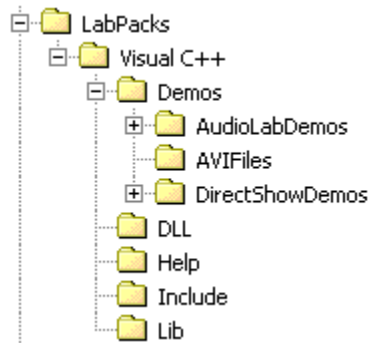 LabPacks
Visual C++
Demos
AudioLabDemos
AVIFiles
DirectShowDemos
DLL
Help
Include
Lib